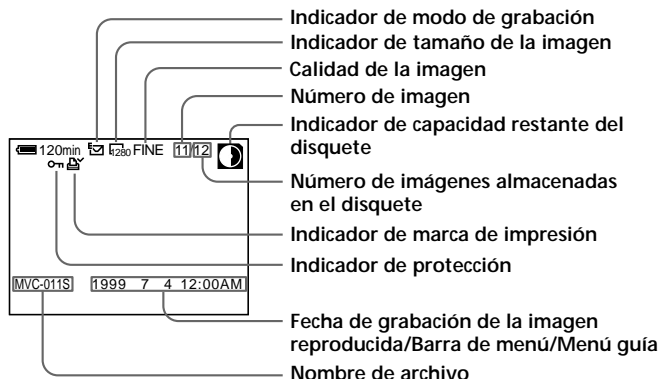 Indicador de modo de grabación
Indicador de tamaño de la imagen
Calidad de la imagen
Número de imagen
Indicador de capacidad restante del
disquete
Número de imágenes almacenadas
en el disquete
Indicador de marca de impresión
Indicador de protección
Fecha de grabación de la imagen
reproducida/Barra de menú/Menú guía
Nombre de archivo
120min 1280 FINE 11/12
MVC-011S 1999 7 4 12:00AM